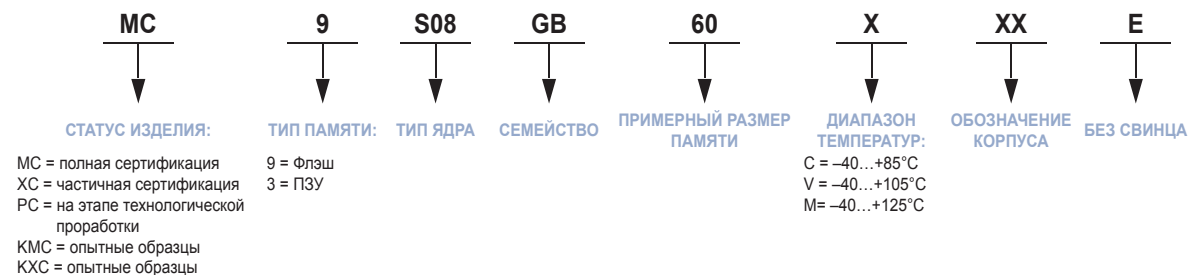 MC 9 S08 GB 60 X XX E
СТАТУС ИЗДЕЛИЯ:
MC = полная сертификация
XC = частичная сертификация
PC = на этапе технологической
проработки
KMC = опытные образцы
KXC = опытные образцы
ТИП ПАМЯТИ:
9 = Флэш
3 = ПЗУ
ТИП ЯДРА
СЕМЕЙСТВО
ПРИМЕРНЫЙ РАЗМЕР
ПАМЯТИ
ДИАПАЗОН
ТЕМПЕРАТУР:
C = –40…+85°C
V = –40…+105°C
M= –40…+125°C
ОБОЗНАЧЕНИЕ
КОРПУСА
БЕЗ СВИНЦА